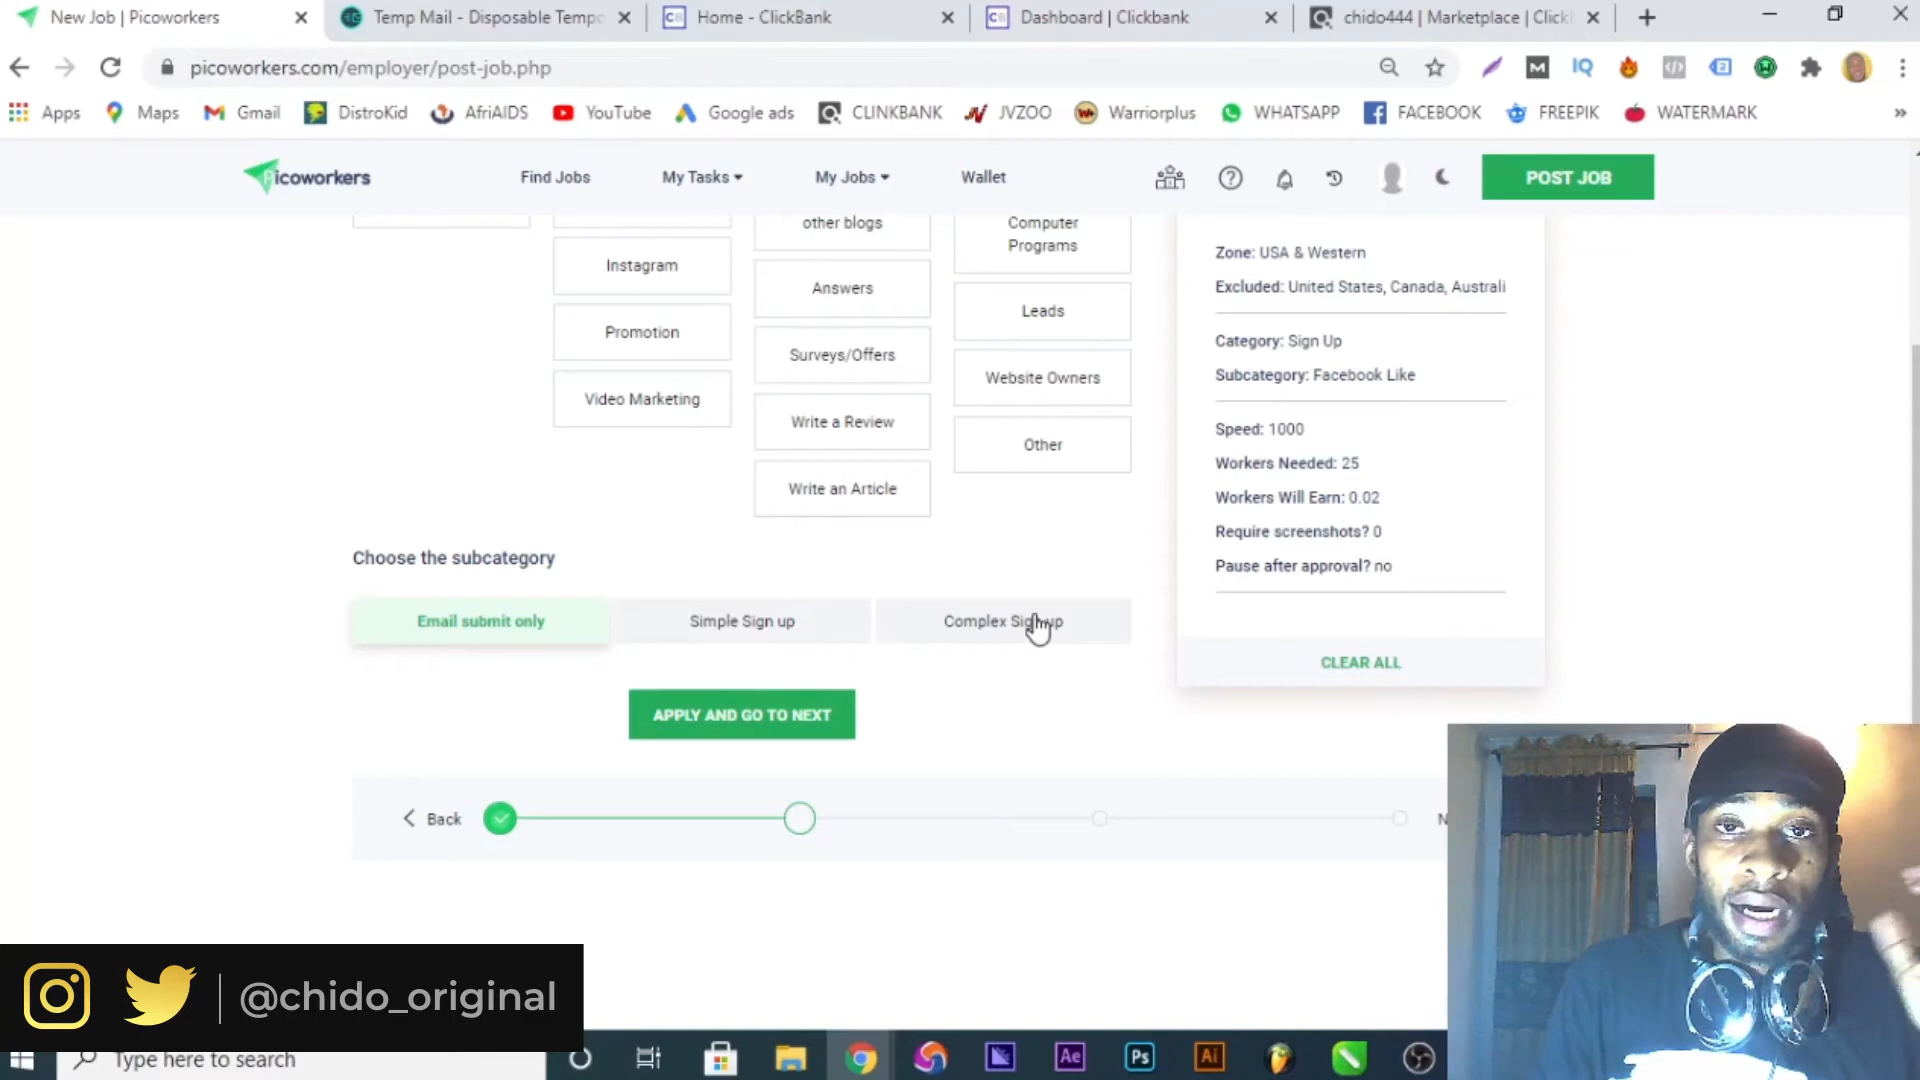 New Job | Picoworkers
Temp Mail - Disposable Tempo
Home - ClickBank
Dashboard | Clickbank
chido444 | Marketplace | Click
picoworkers.com/employer/post-job.php
Apps
Maps
Gmail
DistroKid
AfriAIDS
YouTube
Google ads
CLINKBANK
JVZOO
Warriorplus
WHATSAPP
FACEBOOK
FREEPIK
WATERMARK
picoworkers
Find Jobs
My Tasks
My Jobs
Wallet
POST JOB
Instagram
Promotion
Video Marketing
other blogs
Answers
Surveys/Offers
Write a Review
Write an Article
Computer
Programs
Leads
Website Owners
Other
Zone: USA & Western
Excluded: United States, Canada, Australi
Category: Sign Up
Subcategory: Facebook Like
Speed: 1000
Workers Needed: 25
Workers Will Earn: 0.02
Require screenshots? 0
Pause after approval? no
CLEAR ALL
Choose the subcategory
Email submit only
Simple Sign up
Complex Sign up
APPLY AND GO TO NEXT
Back
N
@chido_original
Type here to search